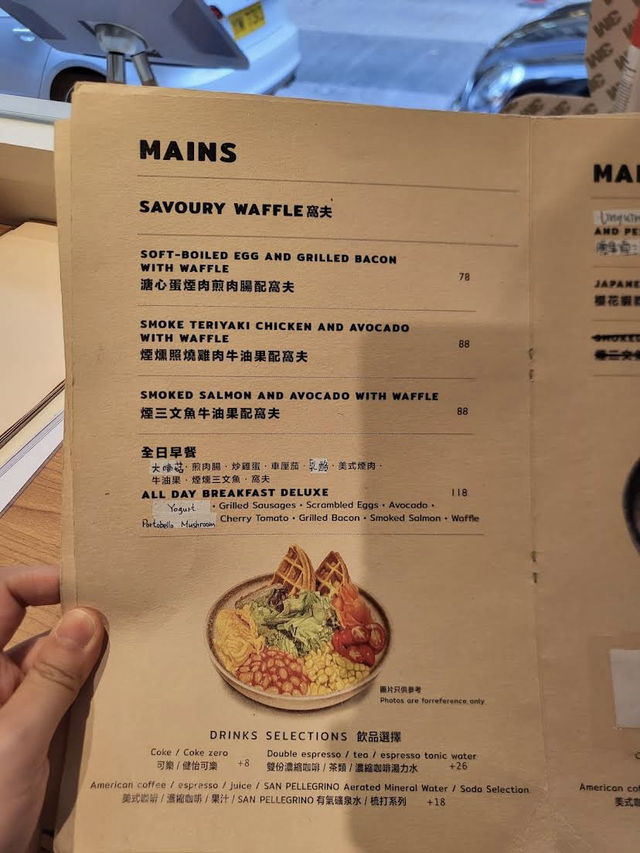 MAINS
SAVOURY WAFFLE 窩夫
SOFT-BOILED EGG AND GRILLED BACON
WITH WAFFLE
78
溏心蛋煙肉煎肉腸配窩夫
SMOKE TERIYAKI CHICKEN AND AVOCADO
WITH WAFFLE
88
煙燻照燒雞肉牛油果配窩夫
SMOKED SALMON AND AVOCADO WITH WAFFLE
煙三文魚牛油果配窩夫 88
全日早餐
大啡菇 · 煎肉腸 · 炒雞蛋 · 車厘茄 · 乳酪 · 美式煙肉 ·
牛油果 · 煙燻三文魚 · 窩夫
ALL DAY BREAKFAST DELUXE 118
Yogurt · Grilled Sausages · Scrambled Eggs · Avocado ·
Portobello Mushroom Cherry Tomato · Grilled Bacon · Smoked Salmon · Waffle
圖片只供參考
Photos are forreference only
DRINKS SELECTIONS 飲品選擇
Coke / Coke zero
可樂 / 健怡可樂 +8
Double espresso / tea / espresso tonic water
雙份濃縮咖啡 / 茶類 / 濃縮咖啡湯力水 +26
American coffee / espresso / juice / SAN PELLEGRINO Aerated Mineral Water / Soda Selection
美式咖啡 / 濃縮咖啡 / 果汁 / SAN PELLEGRINO 有氣礦泉水 / 梳打系列 +18
MAI
AND PE
JAPANE
櫻花蝦
American co
美式咖